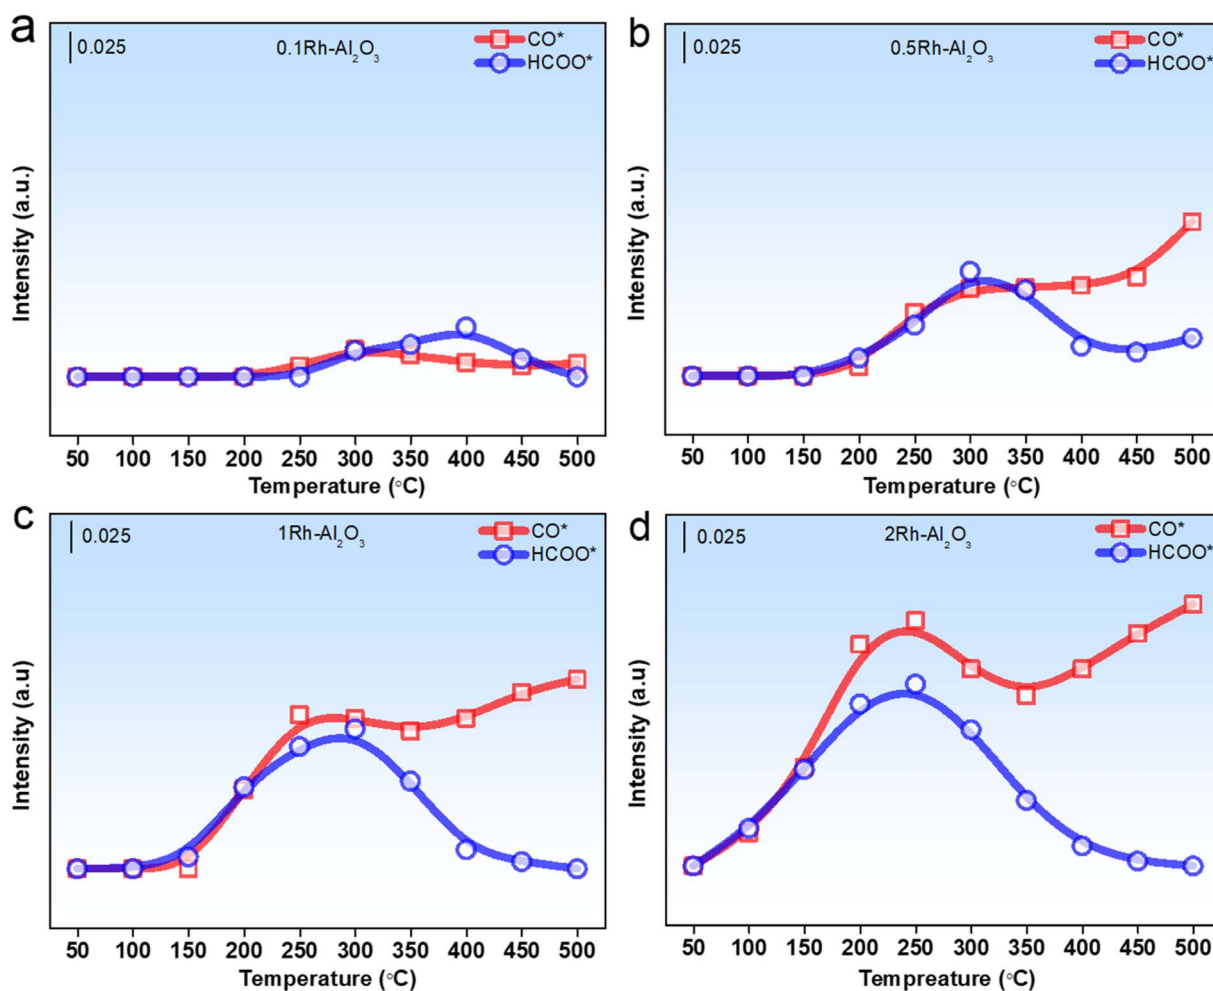 a
0.025
0.1Rh-Al₂O₃
CO*
HCOO*
Intensity (a.u.)
50 100 150 200 250 300 350 400 450 500
Temperature (°C)
b
0.025
0.5Rh-Al₂O₃
CO*
HCOO*
Intensity (a.u.)
50 100 150 200 250 300 350 400 450 500
Temperature (°C)
c
0.025
1Rh-Al₂O₃
CO*
HCOO*
Intensity (a.u)
50 100 150 200 250 300 350 400 450 500
Temperature (°C)
d
0.025
2Rh-Al₂O₃
CO*
HCOO*
Intensity (a.u)
50 100 150 200 250 300 350 400 450 500
Tempreature (°C)